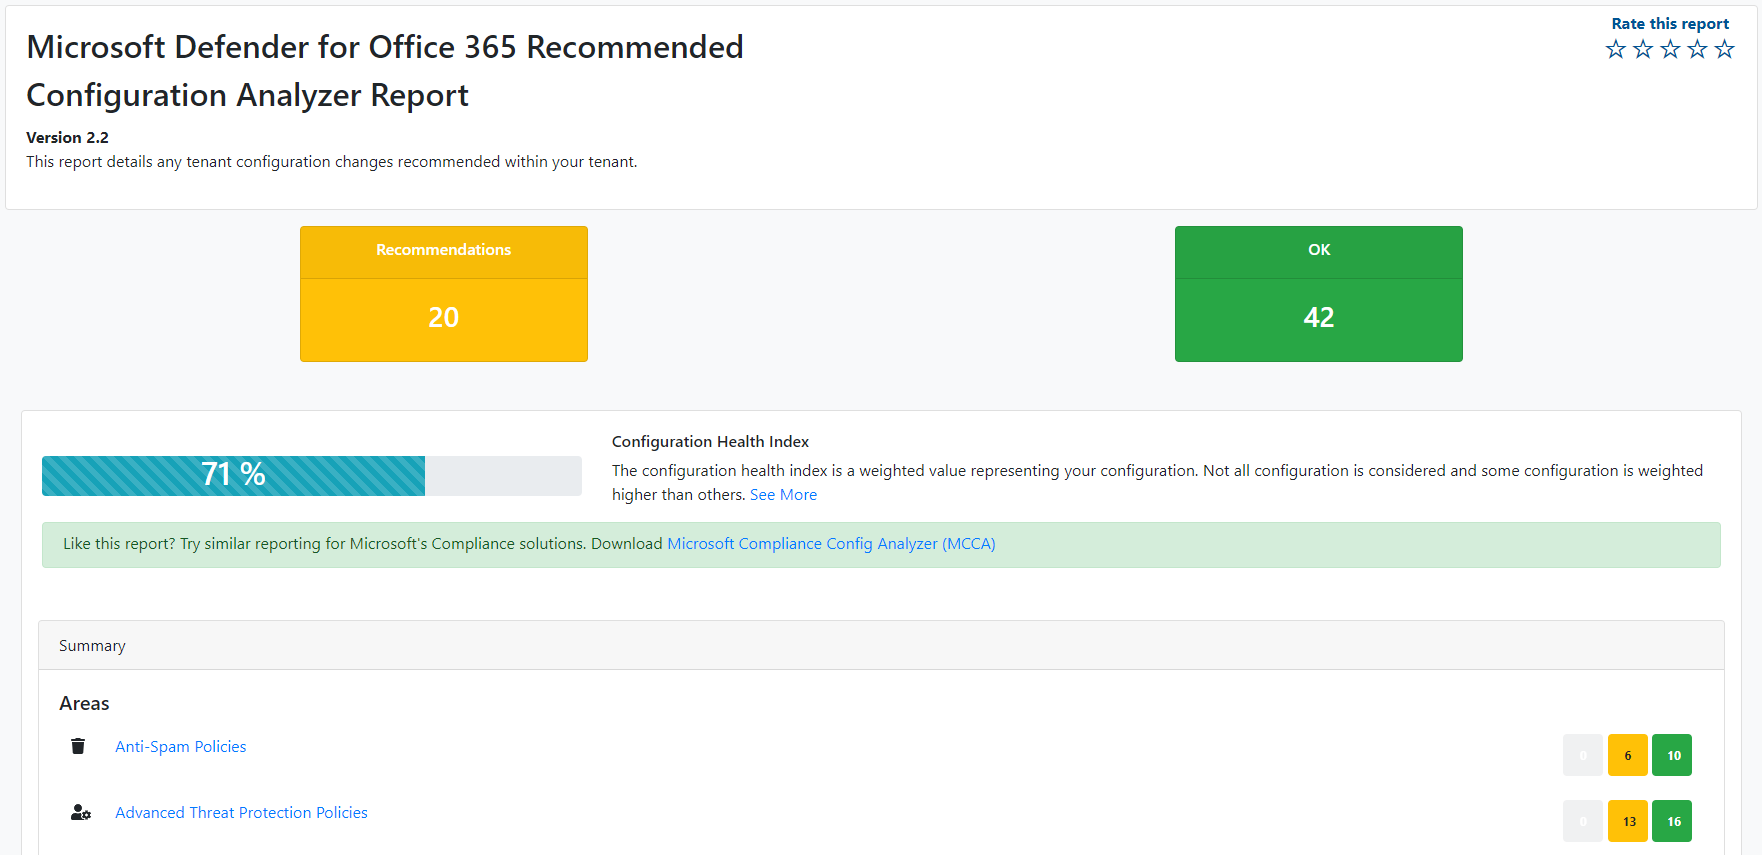 Rate this report
Microsoft Defender for Office 365 Recommended
Configuration Analyzer Report
Version 2.2
This report details any tenant configuration changes recommended within your tenant.
Recommendations
20
OK
42
71 %
Configuration Health Index
The configuration health index is a weighted value representing your configuration. Not all configuration is considered and some configuration is weighted
higher than others. See More
Like this report? Try similar reporting for Microsoft's Compliance solutions. Download Microsoft Compliance Config Analyzer (MCCA)
Summary
Areas
Anti-Spam Policies
0 6 10
Advanced Threat Protection Policies
0 13 16